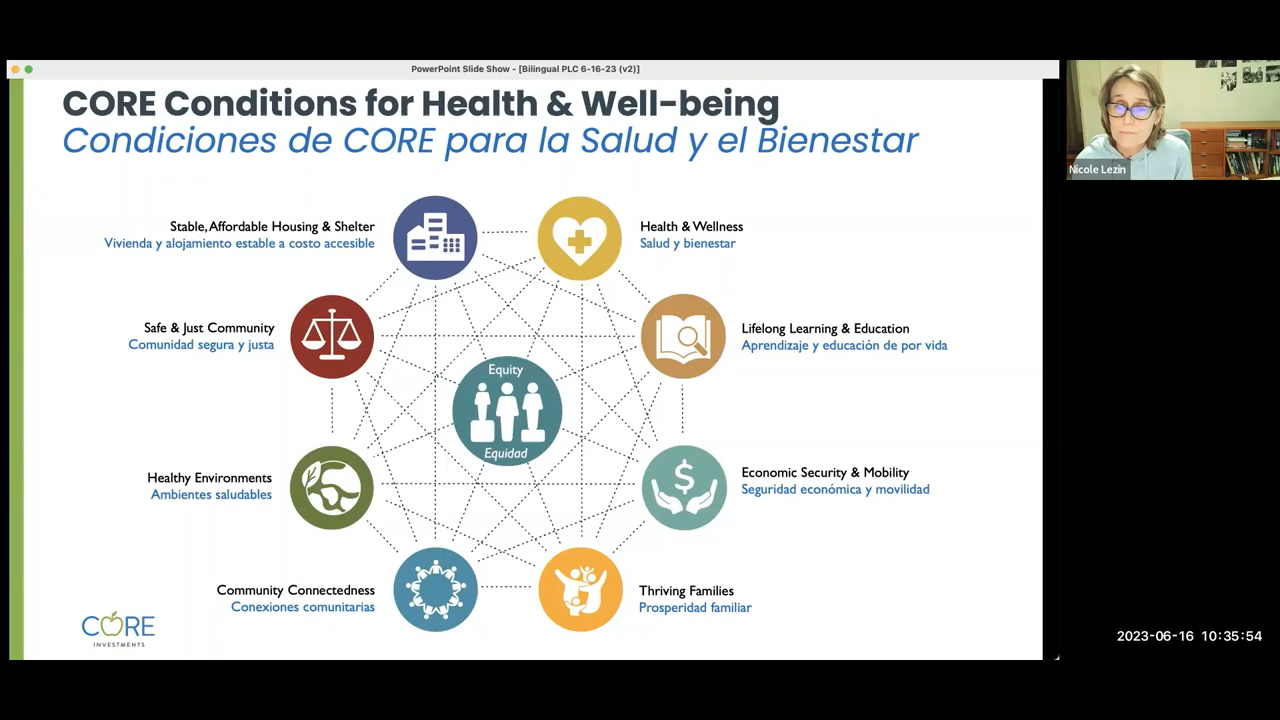 PowerPoint Slide Show - [Bilingual PLC 6-16-23 (v2)]
CORE Conditions for Health & Well-being
Condiciones de CORE para la Salud y el Bienestar
Nicole Lezin
Stable, Affordable Housing & Shelter
Vivienda y alojamiento estable a costo accesible
Health & Wellness
Salud y bienestar
Safe & Just Community
Comunidad segura y justa
Lifelong Learning & Education
Aprendizaje y educación de por vida
Equity
Equidad
Healthy Environments
Ambientes saludables
Economic Security & Mobility
Seguridad económica y movilidad
Community Connectedness
Conexiones comunitarias
Thriving Families
Prosperidad familiar
CORE
INVESTMENTS
2023-06-16 10:35:54